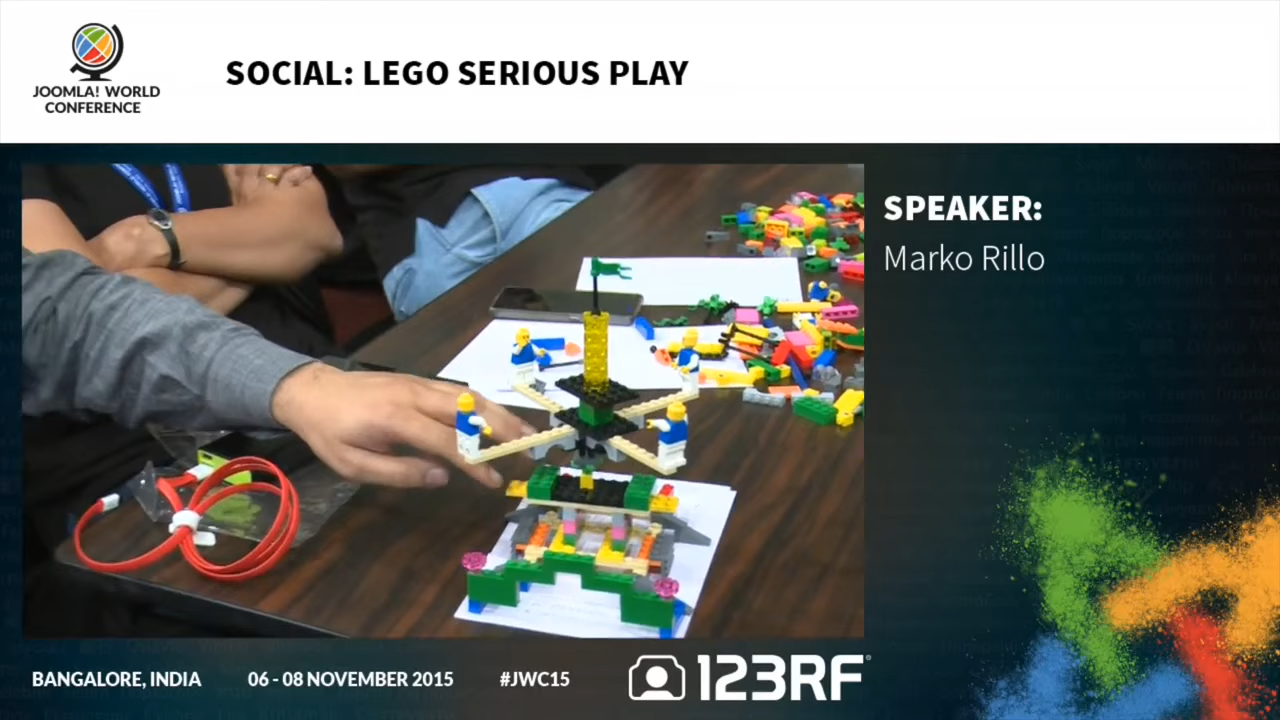 JOOMLA! WORLD
CONFERENCE
SOCIAL: LEGO SERIOUS PLAY
SPEAKER:
Marko Rillo
BANGALORE, INDIA
06 - 08 NOVEMBER 2015
#JWC15
123RF